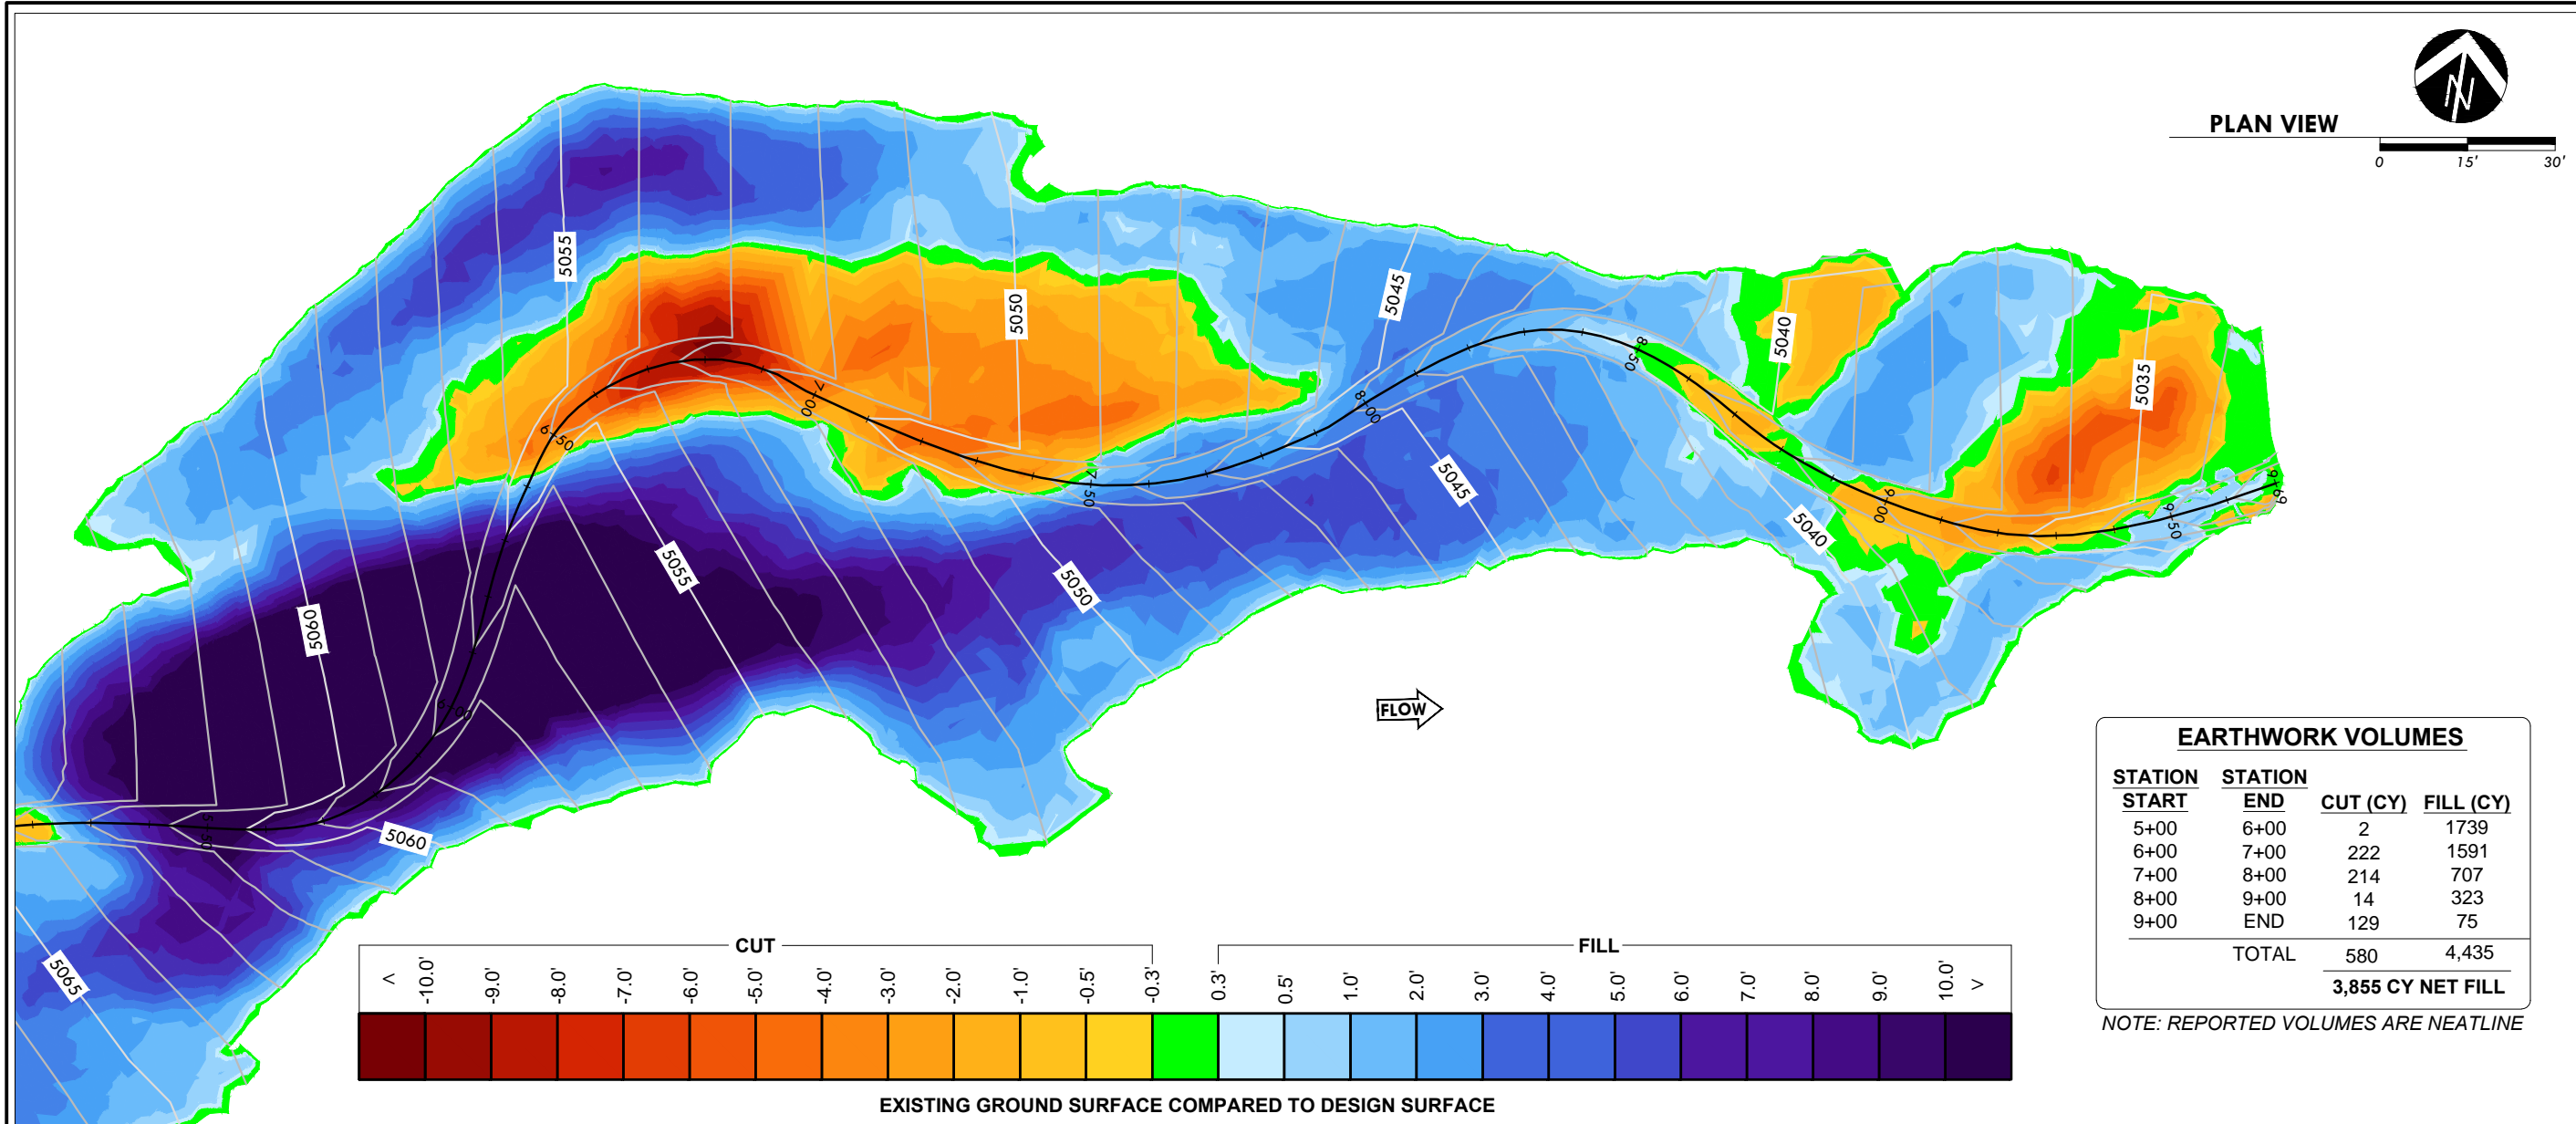 N
PLAN VIEW
0 15' 30'
5055
5050
5045
5040
5035
5060
5055
5050
5045
5040
5060
5065
5+50
6+00
6+50
7+00
7+50
8+00
8+50
9+00
9+50
9+69
FLOW
EARTHWORK VOLUMES
STATION START STATION END CUT (CY) FILL (CY)
5+00 6+00 2 1739
6+00 7+00 222 1591
7+00 8+00 214 707
8+00 9+00 14 323
9+00 END 129 75
TOTAL 580 4,435
3,855 CY NET FILL
NOTE: REPORTED VOLUMES ARE NEATLINE
CUT FILL
< -10.0' -9.0' -8.0' -7.0' -6.0' -5.0' -4.0' -3.0' -2.0' -1.0' -0.5' -0.3' 0.3' 0.5' 1.0' 2.0' 3.0' 4.0' 5.0' 6.0' 7.0' 8.0' 9.0' 10.0' >
EXISTING GROUND SURFACE COMPARED TO DESIGN SURFACE